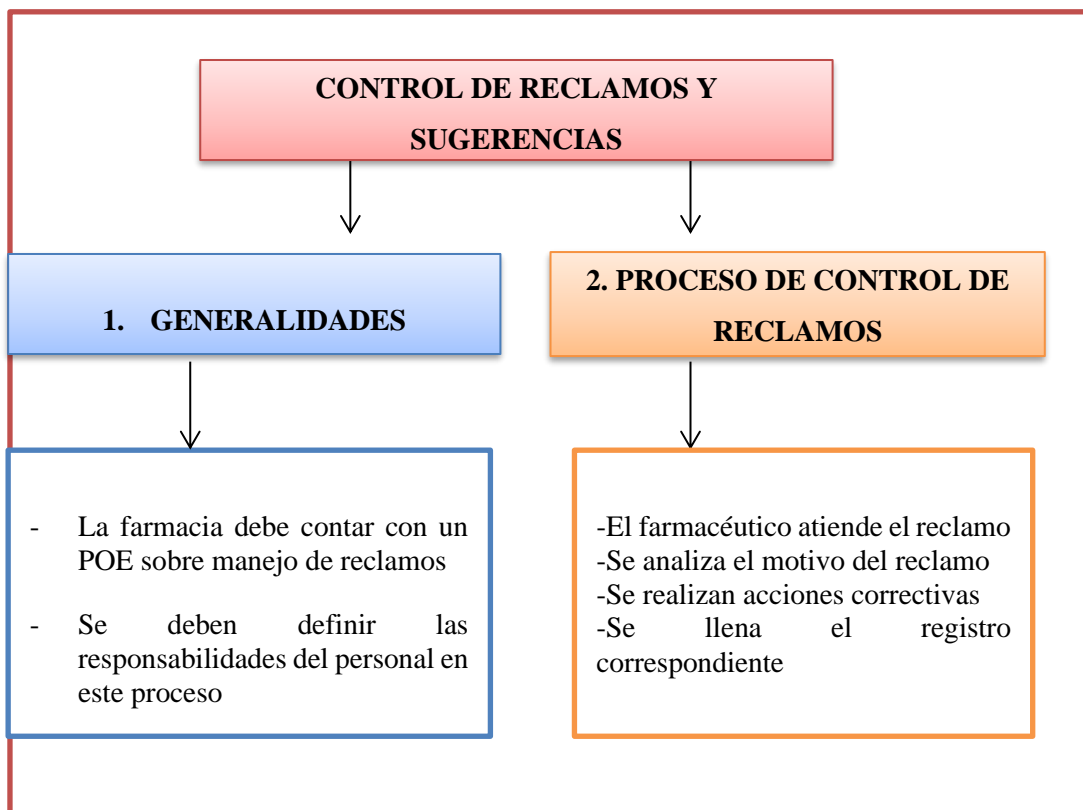 CONTROL DE RECLAMOS Y
SUGERENCIAS
1. GENERALIDADES
2. PROCESO DE CONTROL DE
RECLAMOS
- La farmacia debe contar con un
POE sobre manejo de reclamos
- Se deben definir las
responsabilidades del personal en
este proceso
-El farmacéutico atiende el reclamo
-Se analiza el motivo del reclamo
-Se realizan acciones correctivas
-Se llena el registro
correspondiente